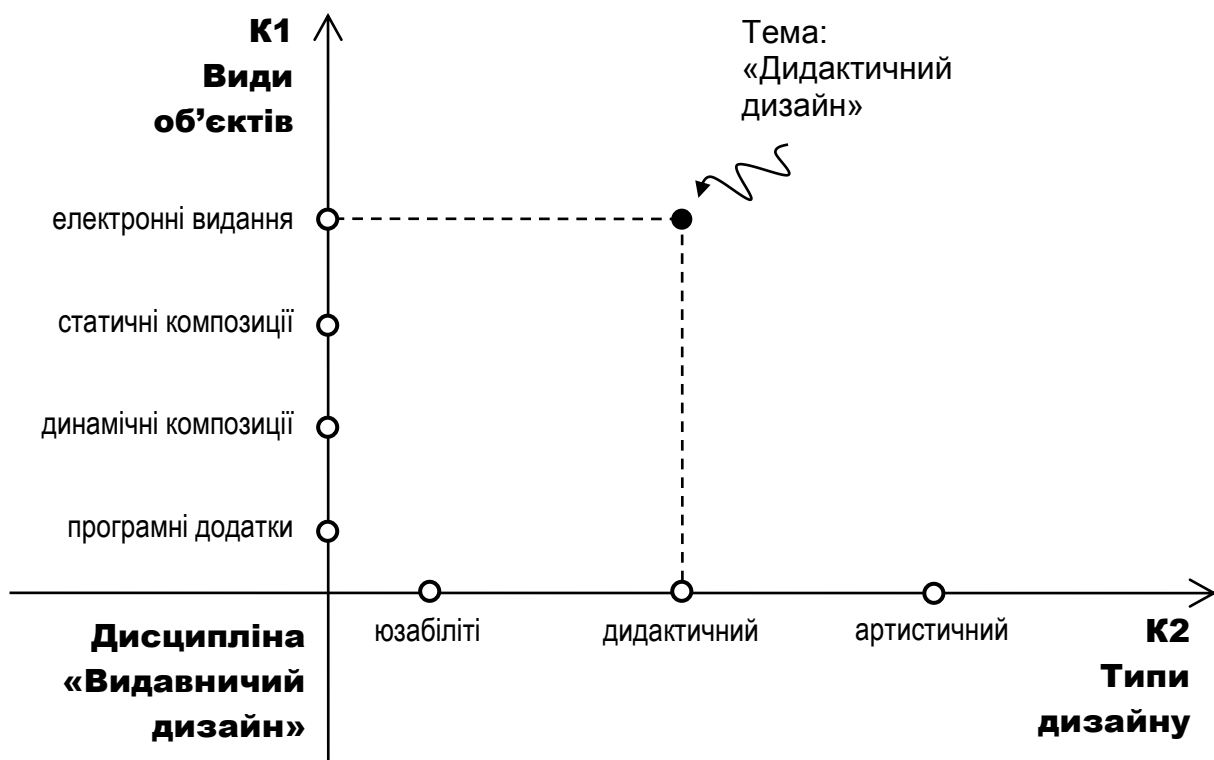 К1
Види
об’єктів
Тема:
«Дидактичний
дизайн»
електронні видання
статичні композиції
динамічні композиції
програмні додатки
юзабіліті
дидактичний
артистичний
К2
Типи
дизайну
Дисципліна
«Видавничий
дизайн»